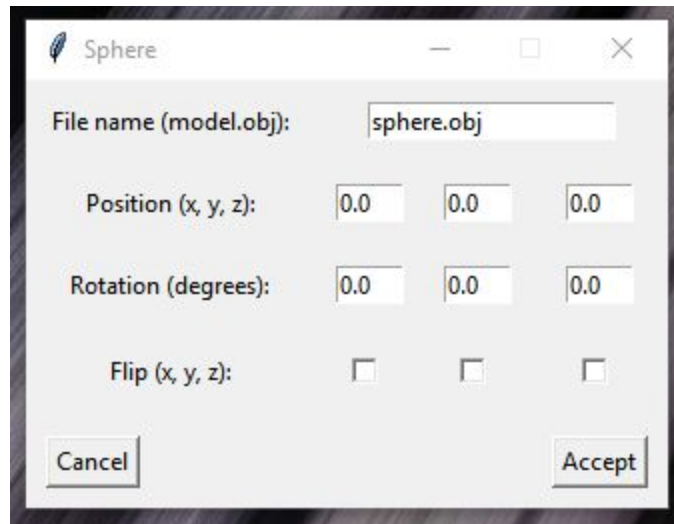 Sphere
File name (model.obj): sphere.obj
Position (x, y, z): 0.0 0.0 0.0
Rotation (degrees): 0.0 0.0 0.0
Flip (x, y, z):
Cancel Accept